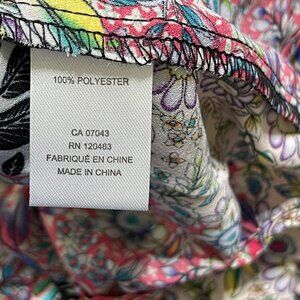 100% POLYESTER
CA 07043
RN 120463
FABRIQUÉ EN CHINE
MADE IN CHINA